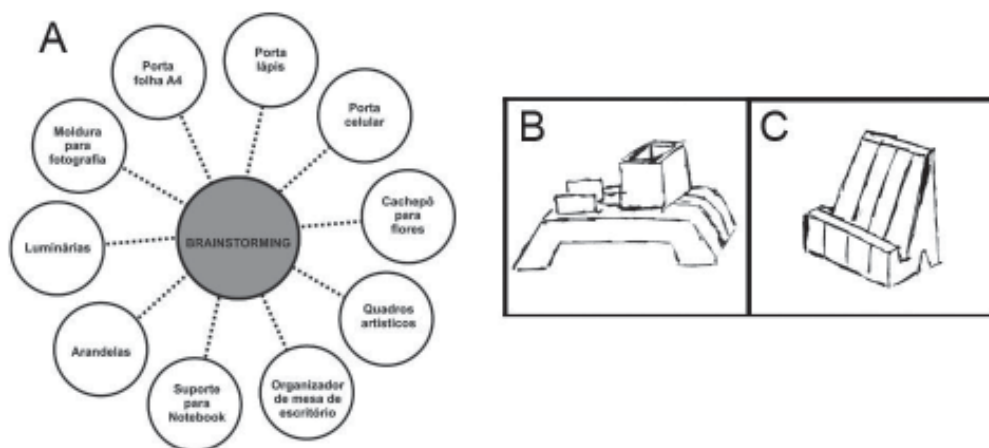 A
Porta
folha A4
Porta
lápis
Porta
celular
Cachepô
para
flores
Quadros
artísticos
Organizador
de mesa de
escritório
Suporte
para
Notebook
Arandelas
Luminárias
Moldura
para
fotografia
BRAINSTORMING
B
C